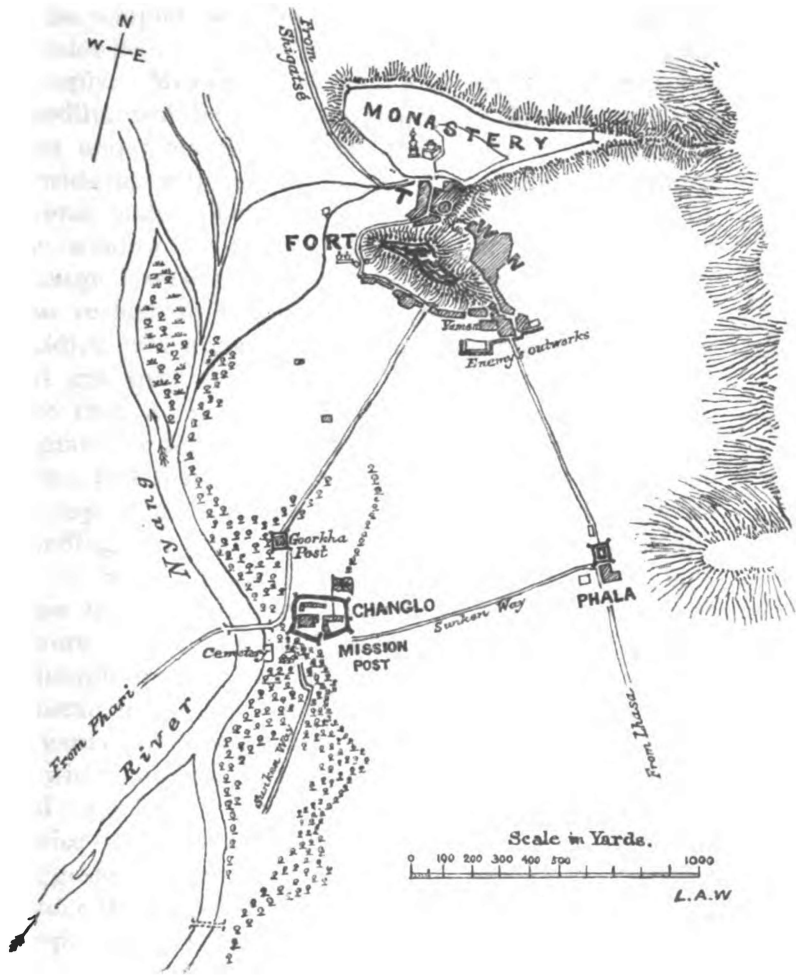 N
W E
From
Shigatsé
MONASTERY
FORT
TOWN
Yamen
Enemy's outworks
Nyang
River
Goorkha
Post
CHANGLO
MISSION
POST
Sunken Way
PHALA
Cemetery
From Phari
Sunken Way
From Lhasa
Scale in Yards.
0 100 200 300 400 500 1000
L.A.W